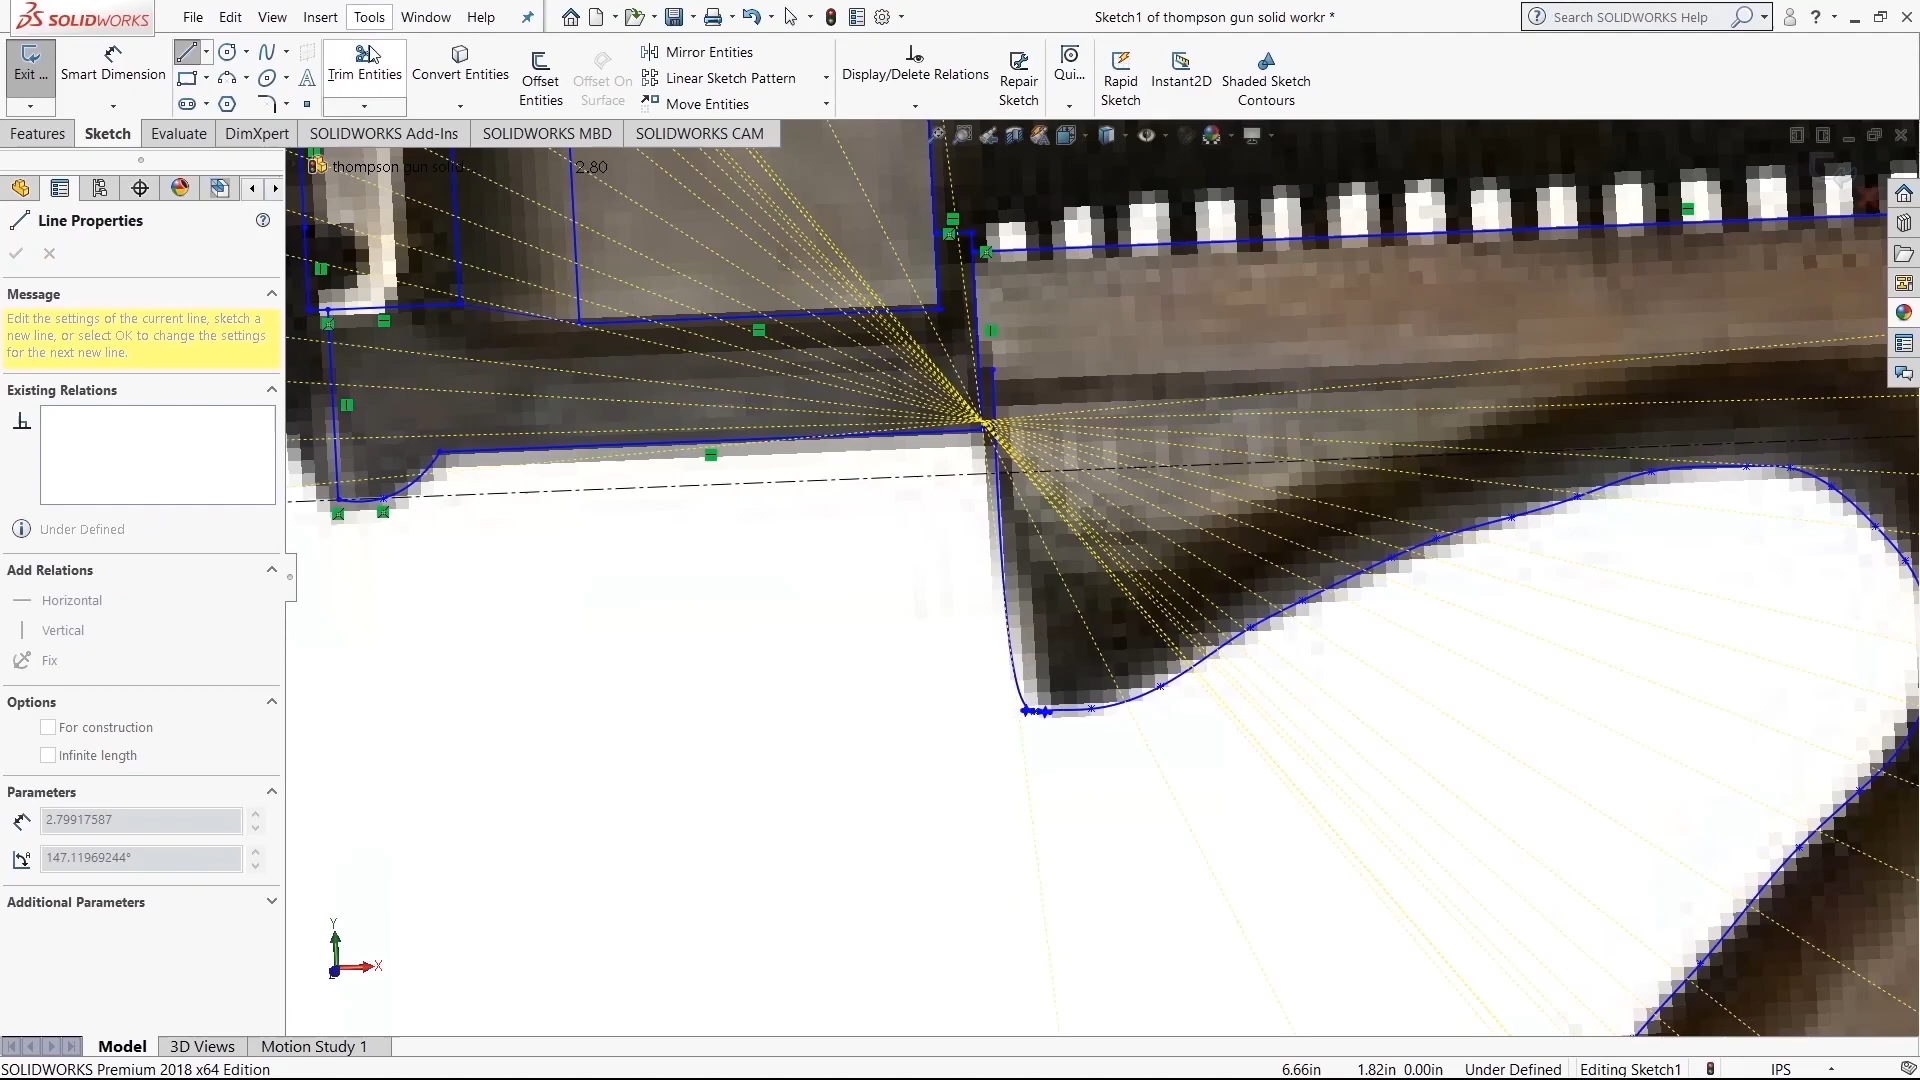 SOLIDWORKS
File Edit View Insert Tools Window Help
Sketch1 of thompson gun solid workr *
Search SOLIDWORKS Help
Exit ...
Smart Dimension
Trim Entities
Convert Entities
Offset Entities
Offset On Surface
Mirror Entities
Linear Sketch Pattern
Move Entities
Display/Delete Relations
Repair Sketch
Qui...
Rapid Sketch
Instant2D
Shaded Sketch Contours
Features Sketch Evaluate DimXpert SOLIDWORKS Add-Ins SOLIDWORKS MBD SOLIDWORKS CAM
thompson gun solid...
2.80
Line Properties
Message
Edit the settings of the current line, sketch a
new line, or select OK to change the settings
for the next new line.
Existing Relations
Under Defined
Add Relations
Horizontal
Vertical
Fix
Options
For construction
Infinite length
Parameters
2.79917587
147.11969244°
Additional Parameters
Y
X
Model 3D Views Motion Study 1
SOLIDWORKS Premium 2018 x64 Edition
6.66in 1.82in 0.00in Under Defined Editing Sketch1 IPS